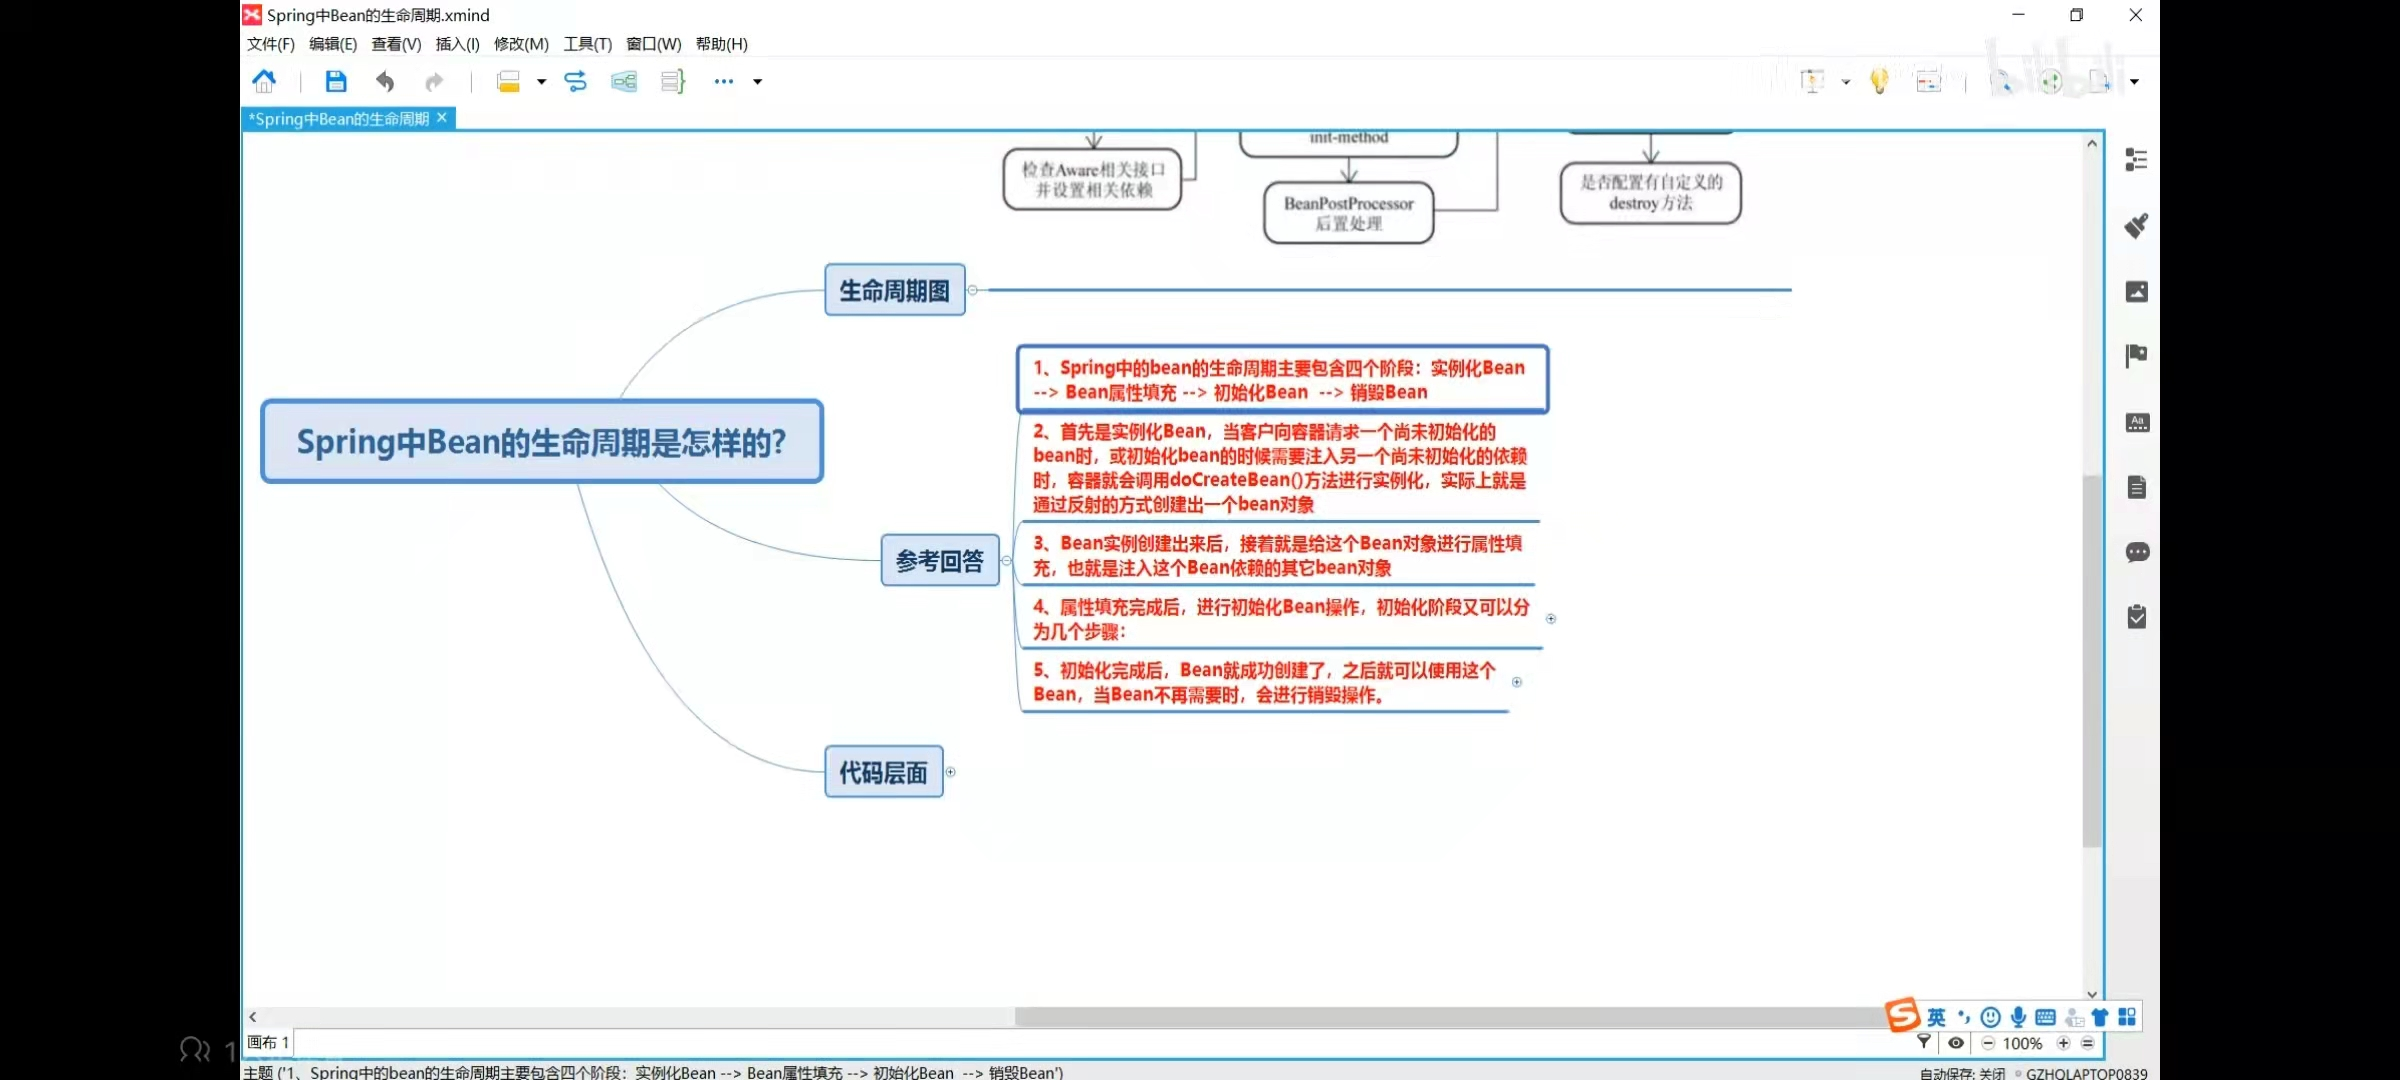 Spring中Bean的生命周期.xmind
文件(F) 编辑(E) 查看(V) 插入(I) 修改(M) 工具(T) 窗口(W) 帮助(H)
bilibili
*Spring中Bean的生命周期
检查Aware相关接口
并设置相关依赖
init-method
BeanPostProcessor
后置处理
是否配置有自定义的
destroy方法
生命周期图
Spring中Bean的生命周期是怎样的?
参考回答
1、Spring中的bean的生命周期主要包含四个阶段：实例化Bean
--> Bean属性填充 --> 初始化Bean --> 销毁Bean
2、首先是实例化Bean，当客户向容器请求一个尚未初始化的
bean时，或初始化bean的时候需要注入另一个尚未初始化的依赖
时，容器就会调用doCreateBean()方法进行实例化，实际上就是
通过反射的方式创建出一个bean对象
3、Bean实例创建出来后，接着就是给这个Bean对象进行属性填
充，也就是注入这个Bean依赖的其它bean对象
4、属性填充完成后，进行初始化Bean操作，初始化阶段又可以分
为几个步骤：
5、初始化完成后，Bean就成功创建了，之后就可以使用这个
Bean，当Bean不再需要时，会进行销毁操作。
代码层面
Aa
英
画布 1
100%
主题 ('1、Spring中的bean的生命周期主要包含四个阶段：实例化Bean --> Bean属性填充 --> 初始化Bean --> 销毁Bean')
自动保存: 关闭
GZHOLAPTOP0839